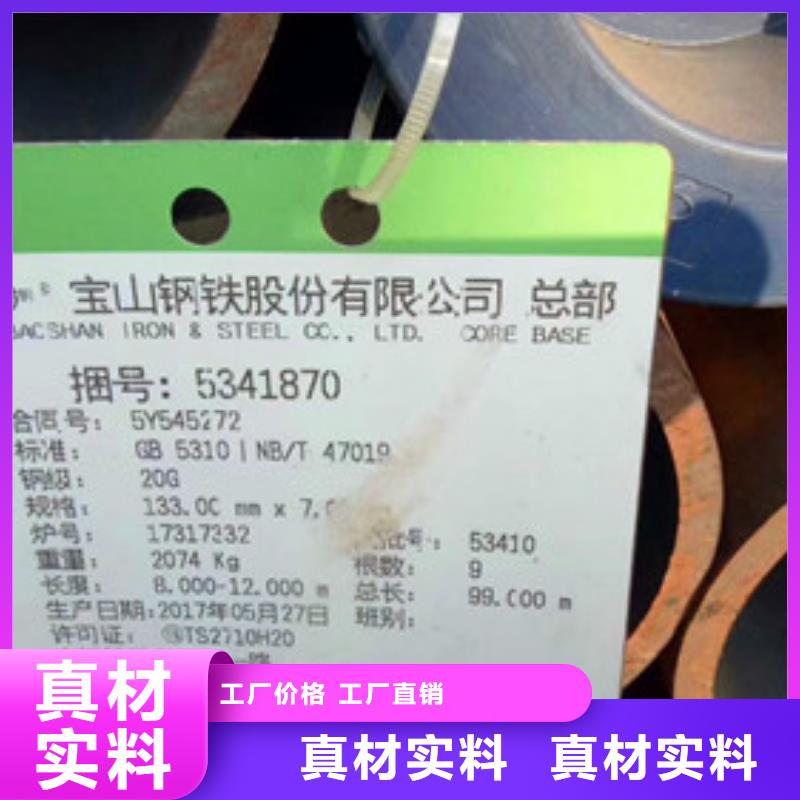 宝山钢铁股份有限公司 总部
BAOSHAN IRON & STEEL CO., LTD. CORE BASE
捆号: 5341870
合同号: 5Y545272
标准: GB 5310 | NB/T 47019
钢级: 20G
规格: 133.00 mm x 7.
炉号: 17317332
批号: 53410
重量: 2074 Kg
根数: 9
长度: 8.000-12.000 m
总长: 99.000 m
生产日期: 2017年05月27日
班别:
许可证: TS2710H20
真材
实料
工厂价格 工厂直销
真材实料 真材实料